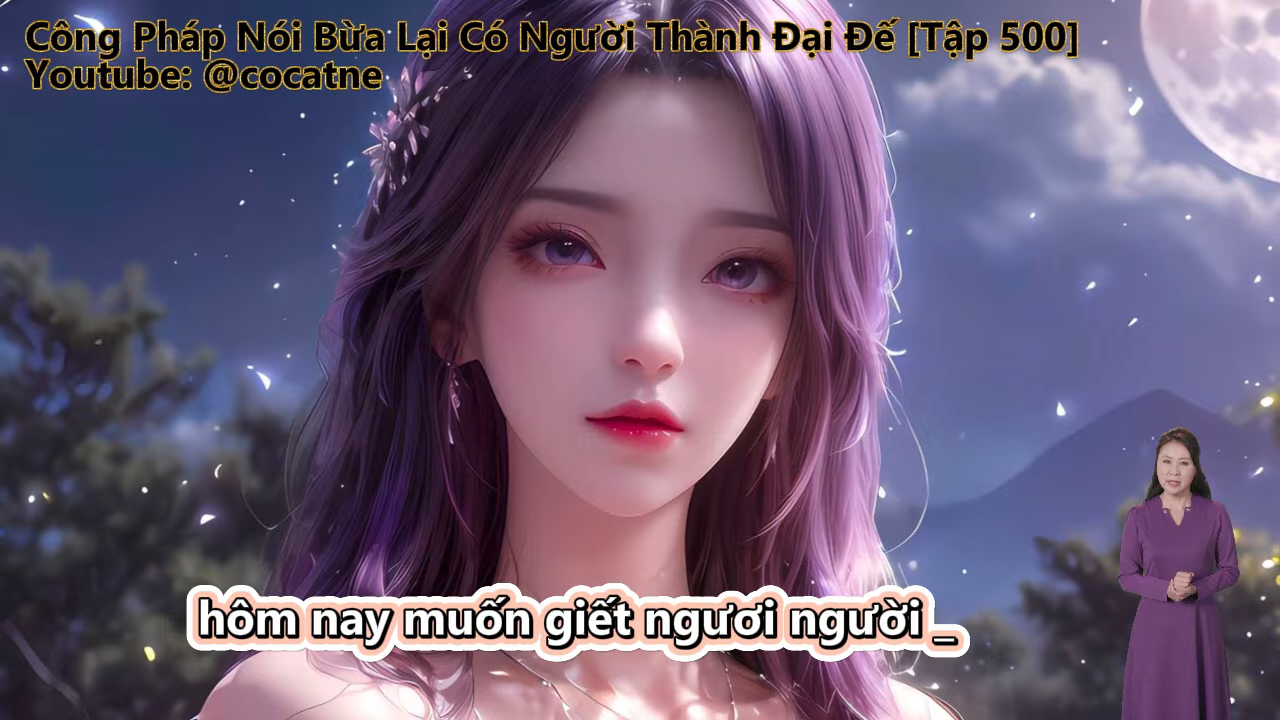 Công Pháp Nói Bừa Lại Có Người Thành Đại Đế [Tập 500]
Youtube: @cocatne
hôm nay muốn giết ngươi người _